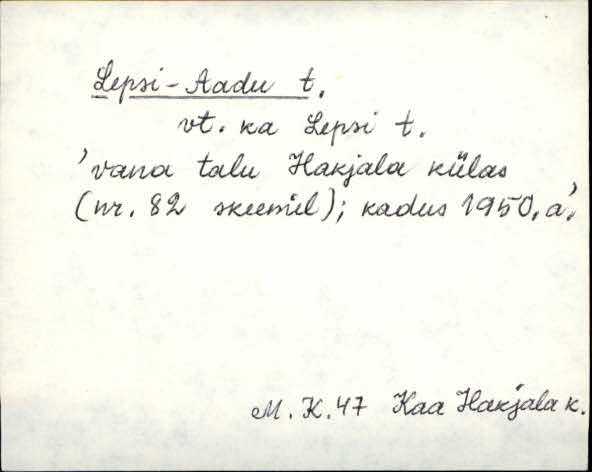 Lepsi-Aadu t.
vt. ka Lepsi t.
'vana talu Hakjala külas
(nr. 82 skeemil); kadus 1950. a.'
M. K. 47 Kaa Hakjala k.